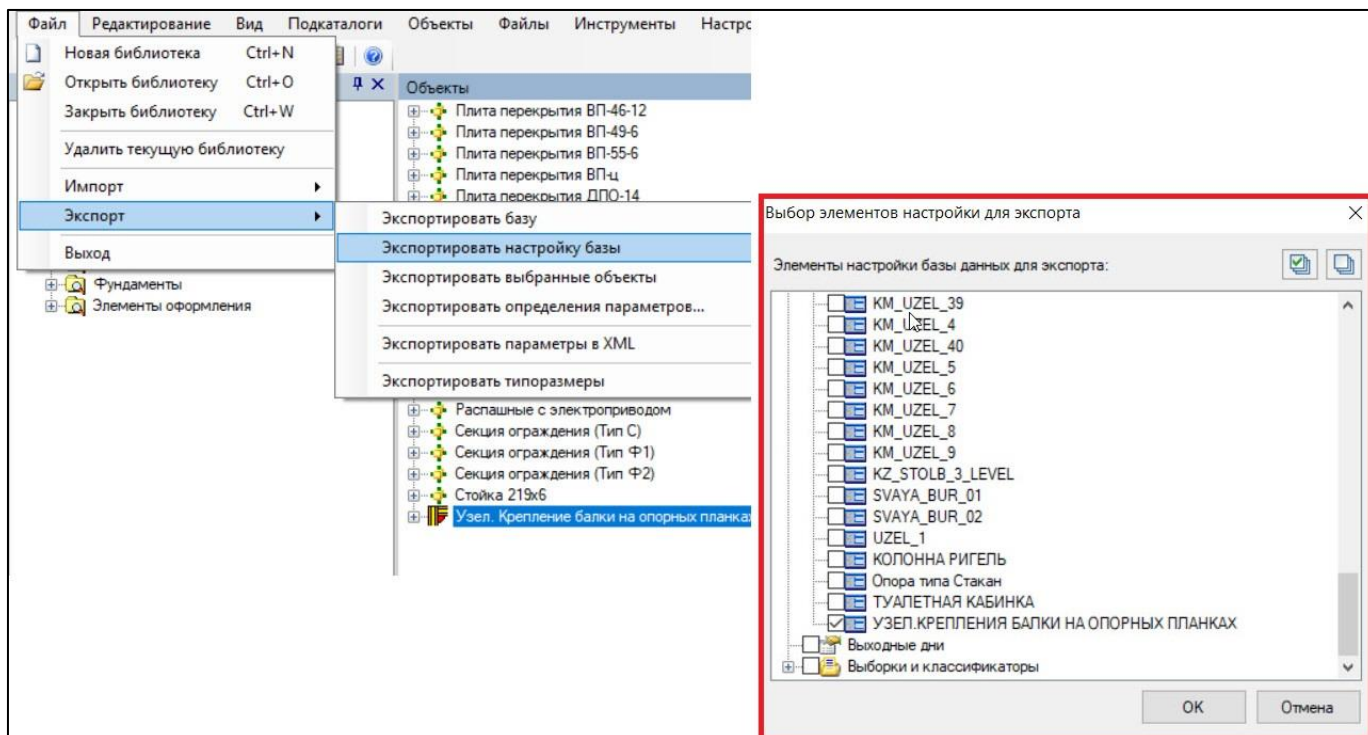 Файл Редактирование Вид Подкаталоги Объекты Файлы Инструменты
Новая библиотека Ctrl+N
Открыть библиотеку Ctrl+O
Закрыть библиотеку Ctrl+W
Удалить текущую библиотеку
Импорт
Экспорт
Выход
Экспортировать базу
Экспортировать настройку базы
Экспортировать выбранные объекты
Экспортировать определения параметров...
Экспортировать параметры в XML
Экспортировать типоразмеры
Фундаменты
Элементы оформления
Объекты
Плита перекрытия ВП-46-12
Плита перекрытия ВП-49-6
Плита перекрытия ВП-55-6
Плита перекрытия ВП-ц
Плита перекрытия ДПО-14
Распашные с электроприводом
Секция ограждения (Тип С)
Секция ограждения (Тип Ф1)
Секция ограждения (Тип Ф2)
Стойка 219x6
Узел. Крепление балки на опорных планках
Выбор элементов настройки для экспорта
Элементы настройки базы данных для экспорта:
KM_UZEL_39
KM_UZEL_4
KM_UZEL_40
KM_UZEL_5
KM_UZEL_6
KM_UZEL_7
KM_UZEL_8
KM_UZEL_9
KZ_STOLB_3_LEVEL
SVAYA_BUR_01
SVAYA_BUR_02
UZEL_1
КОЛОННА РИГЕЛЬ
Опора типа Стакан
ТУАЛЕТНАЯ КАБИНКА
УЗЕЛ.КРЕПЛЕНИЯ БАЛКИ НА ОПОРНЫХ ПЛАНКАХ
Выходные дни
Выборки и классификаторы
OK Отмена